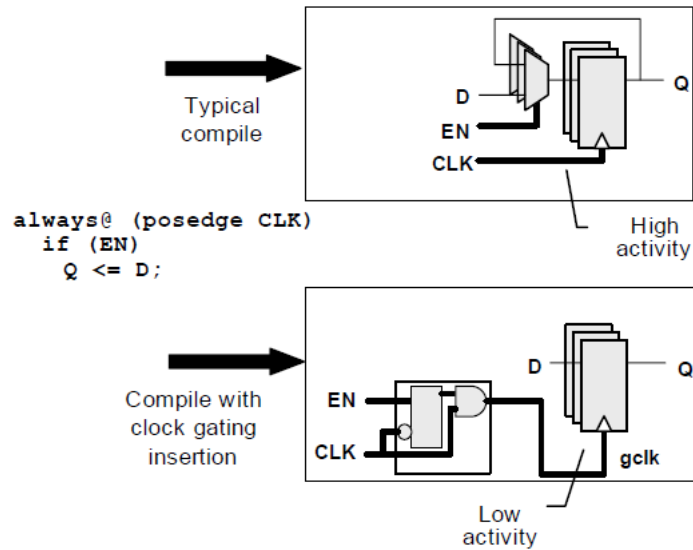 Typical
compile
D
EN
CLK
Q
High
activity
always@ (posedge CLK)
if (EN)
Q <= D;
Compile with
clock gating
insertion
EN
CLK
D
Q
gclk
Low
activity